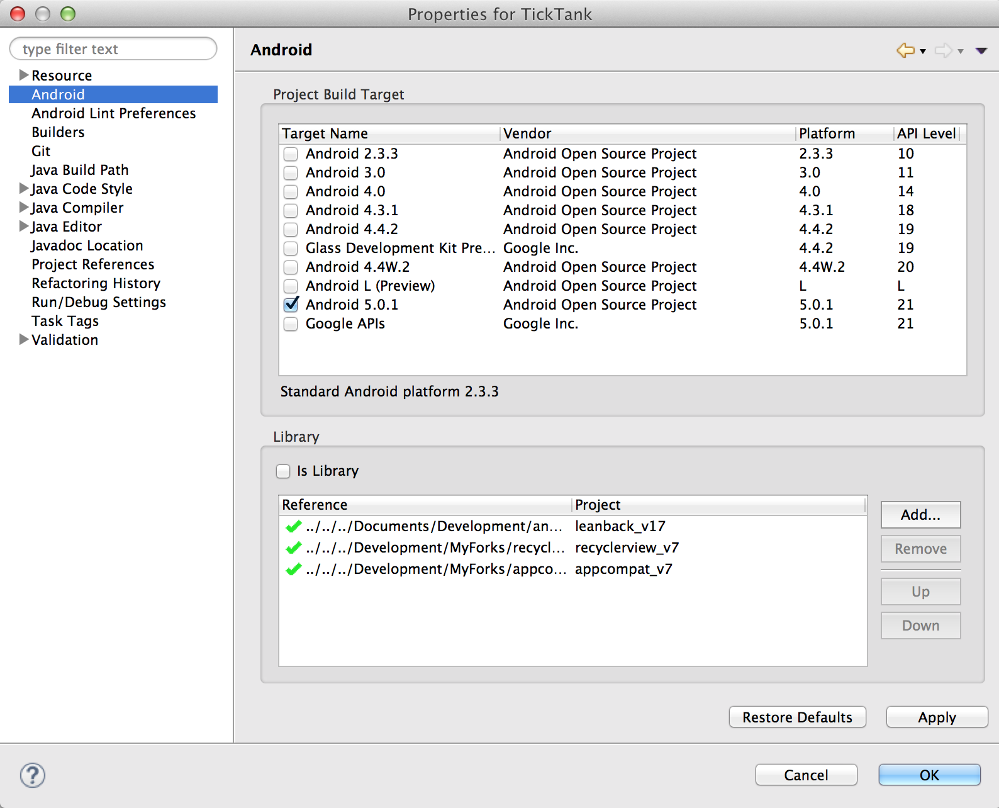 Properties for TickTank
type filter text
Resource
Android
Android Lint Preferences
Builders
Git
Java Build Path
Java Code Style
Java Compiler
Java Editor
Javadoc Location
Project References
Refactoring History
Run/Debug Settings
Task Tags
Validation
Android
Project Build Target
Target Name Vendor Platform API Level
Android 2.3.3 Android Open Source Project 2.3.3 10
Android 3.0 Android Open Source Project 3.0 11
Android 4.0 Android Open Source Project 4.0 14
Android 4.3.1 Android Open Source Project 4.3.1 18
Android 4.4.2 Android Open Source Project 4.4.2 19
Glass Development Kit Pre... Google Inc. 4.4.2 19
Android 4.4W.2 Android Open Source Project 4.4W.2 20
Android L (Preview) Android Open Source Project L L
Android 5.0.1 Android Open Source Project 5.0.1 21
Google APIs Google Inc. 5.0.1 21
Standard Android platform 2.3.3
Library
Is Library
Reference Project
../../../Documents/Development/an... leanback_v17
../../../Development/MyForks/recycl... recyclerview_v7
../../../Development/MyForks/appco... appcompat_v7
Add...
Remove
Up
Down
Restore Defaults Apply
? Cancel OK